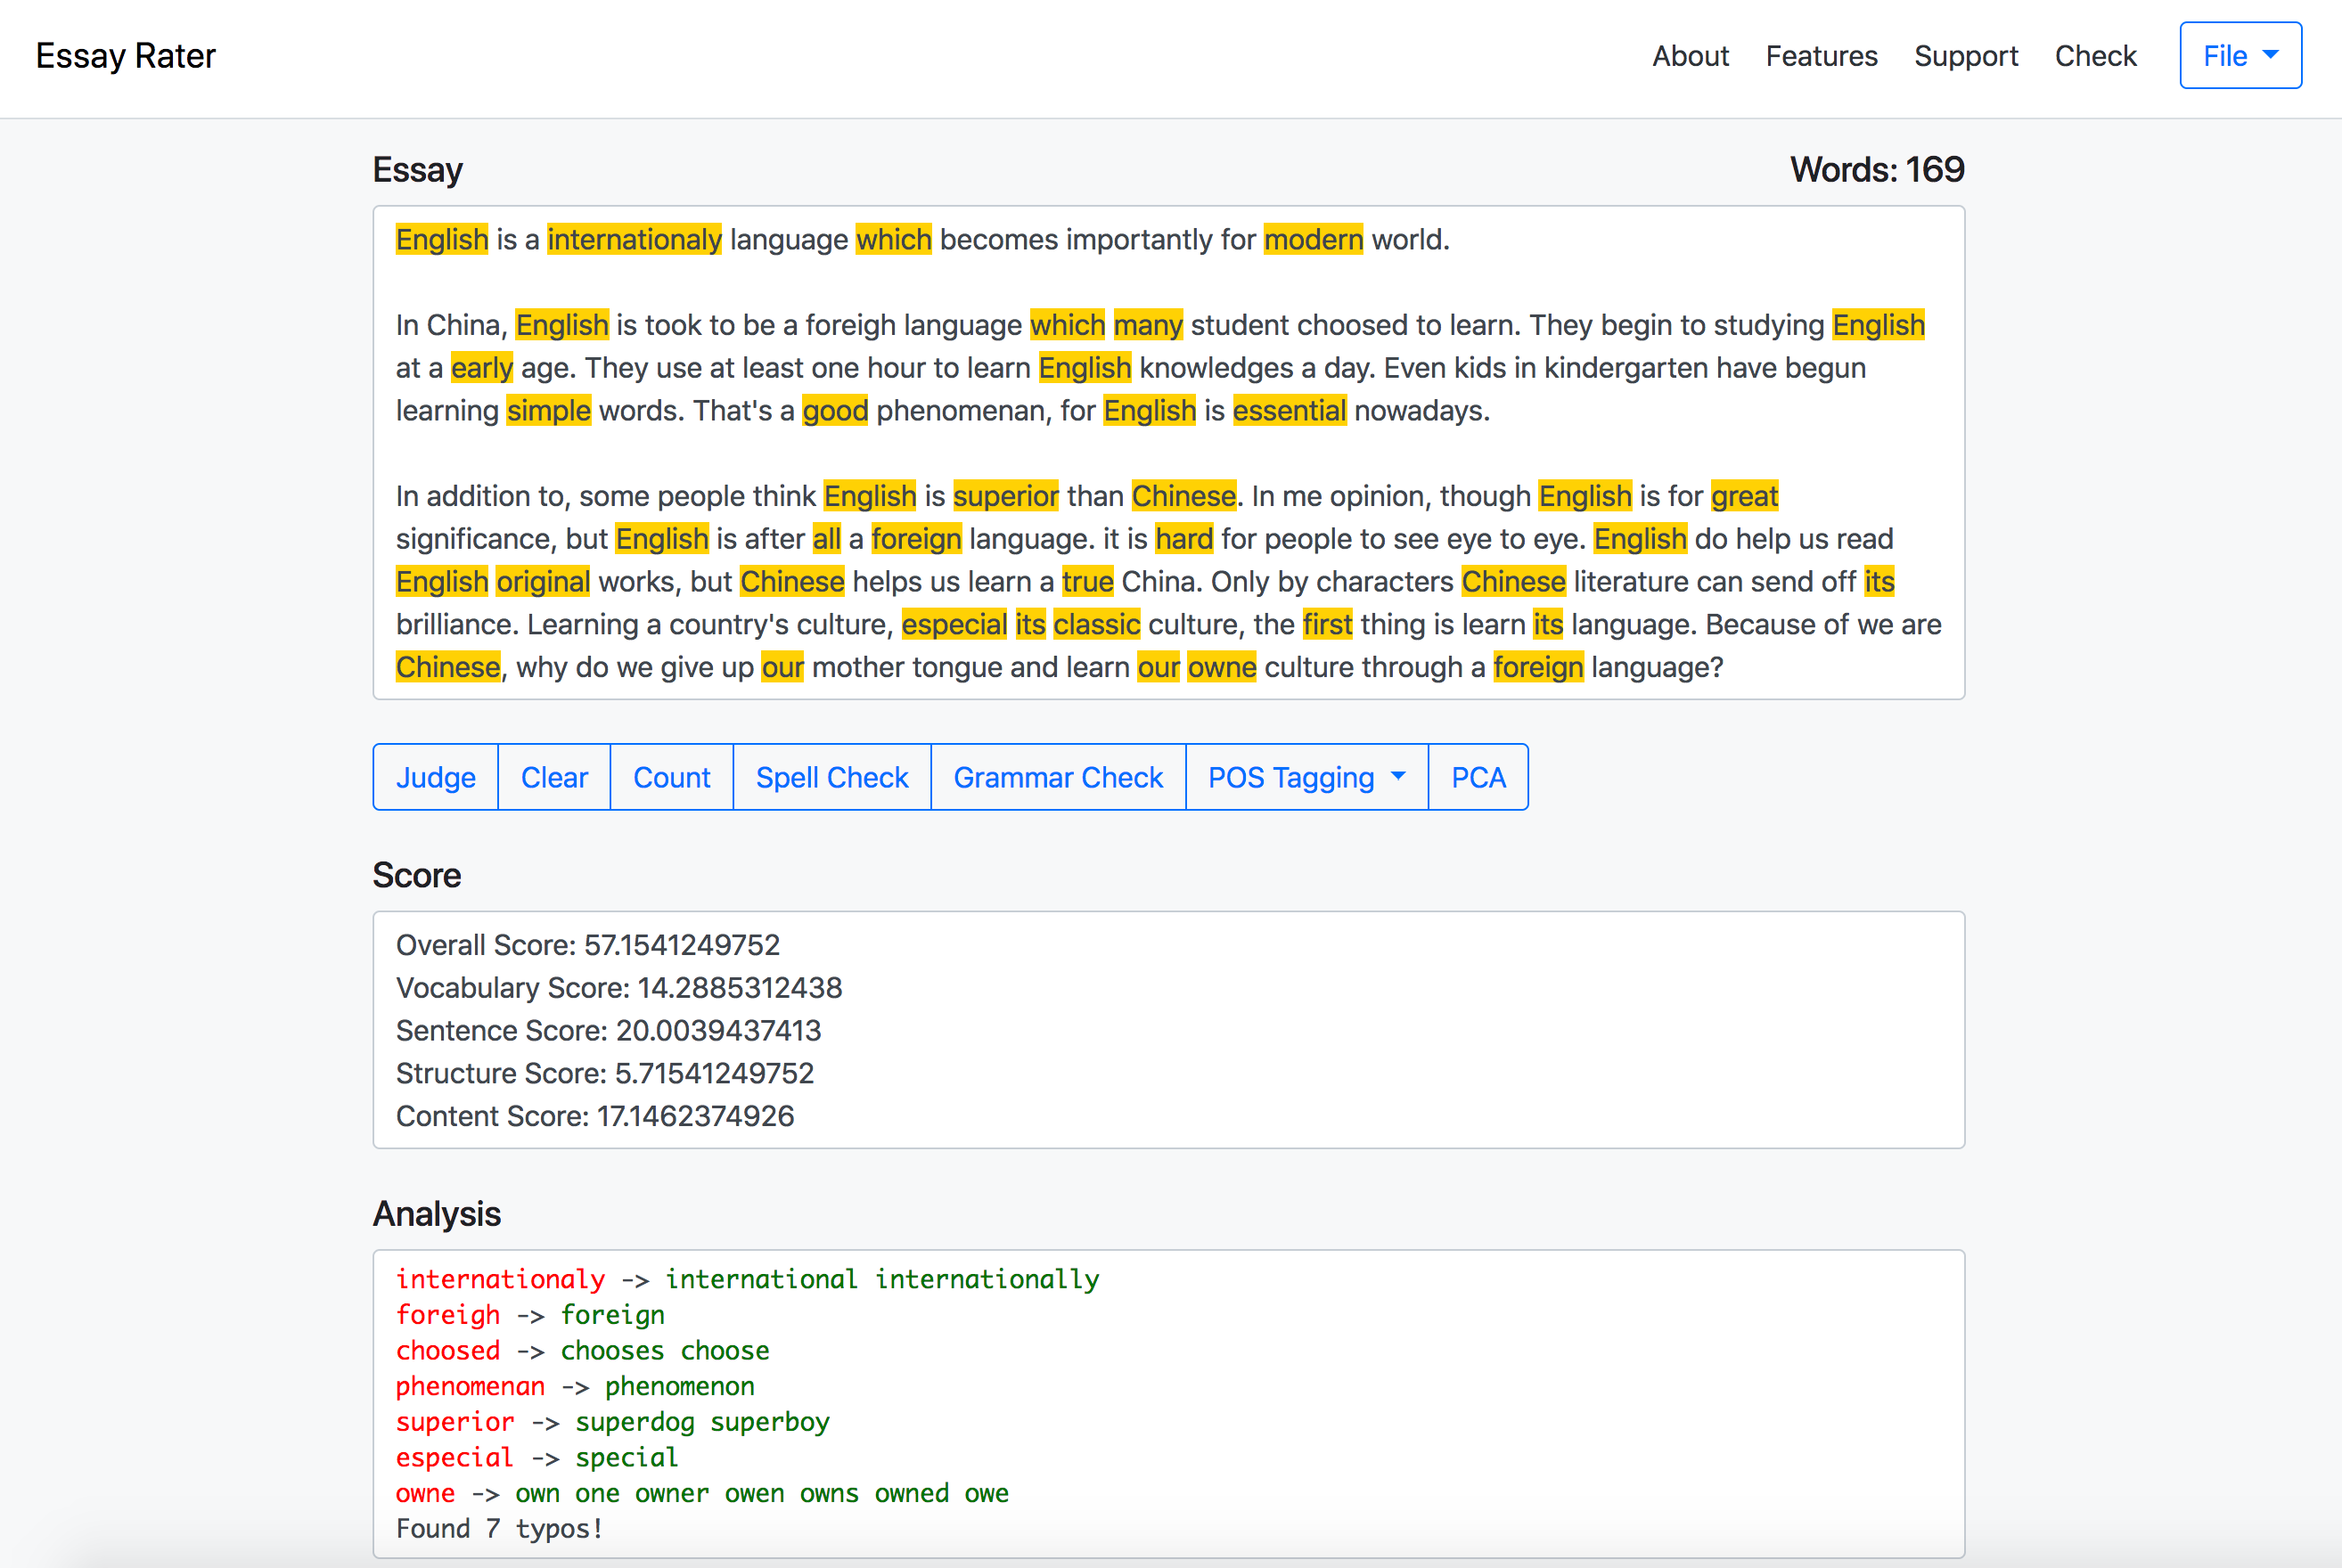 Essay Rater
About Features Support Check File
Essay Words: 169
English is a internationaly language which becomes importantly for modern world.
In China, English is took to be a foreigh language which many student choosed to learn. They begin to studying English
at a early age. They use at least one hour to learn English knowledges a day. Even kids in kindergarten have begun
learning simple words. That's a good phenomenan, for English is essential nowadays.
In addition to, some people think English is superior than Chinese. In me opinion, though English is for great
significance, but English is after all a foreign language. it is hard for people to see eye to eye. English do help us read
English original works, but Chinese helps us learn a true China. Only by characters Chinese literature can send off its
brilliance. Learning a country's culture, especial its classic culture, the first thing is learn its language. Because of we are
Chinese, why do we give up our mother tongue and learn our owne culture through a foreign language?
Judge Clear Count Spell Check Grammar Check POS Tagging PCA
Score
Overall Score: 57.1541249752
Vocabulary Score: 14.2885312438
Sentence Score: 20.0039437413
Structure Score: 5.71541249752
Content Score: 17.1462374926
Analysis
internationaly -> international internationally
foreigh -> foreign
choosed -> chooses choose
phenomenan -> phenomenon
superior -> superdog superboy
especial -> special
owne -> own one owner owen owns owned owe
Found 7 typos!